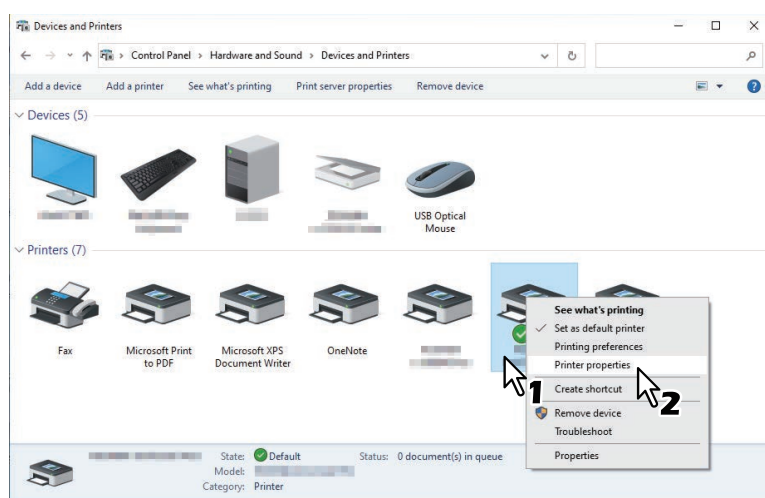 Devices and Printers
Control Panel > Hardware and Sound > Devices and Printers
Add a device Add a printer See what's printing Print server properties Remove device
Devices (5)
USB Optical
Mouse
Printers (7)
Fax
Microsoft Print
to PDF
Microsoft XPS
Document Writer
OneNote
See what's printing
Set as default printer
Printing preferences
Printer properties
Create shortcut
Remove device
Troubleshoot
Properties
1
2
State: Default Status: 0 document(s) in queue
Model:
Category: Printer